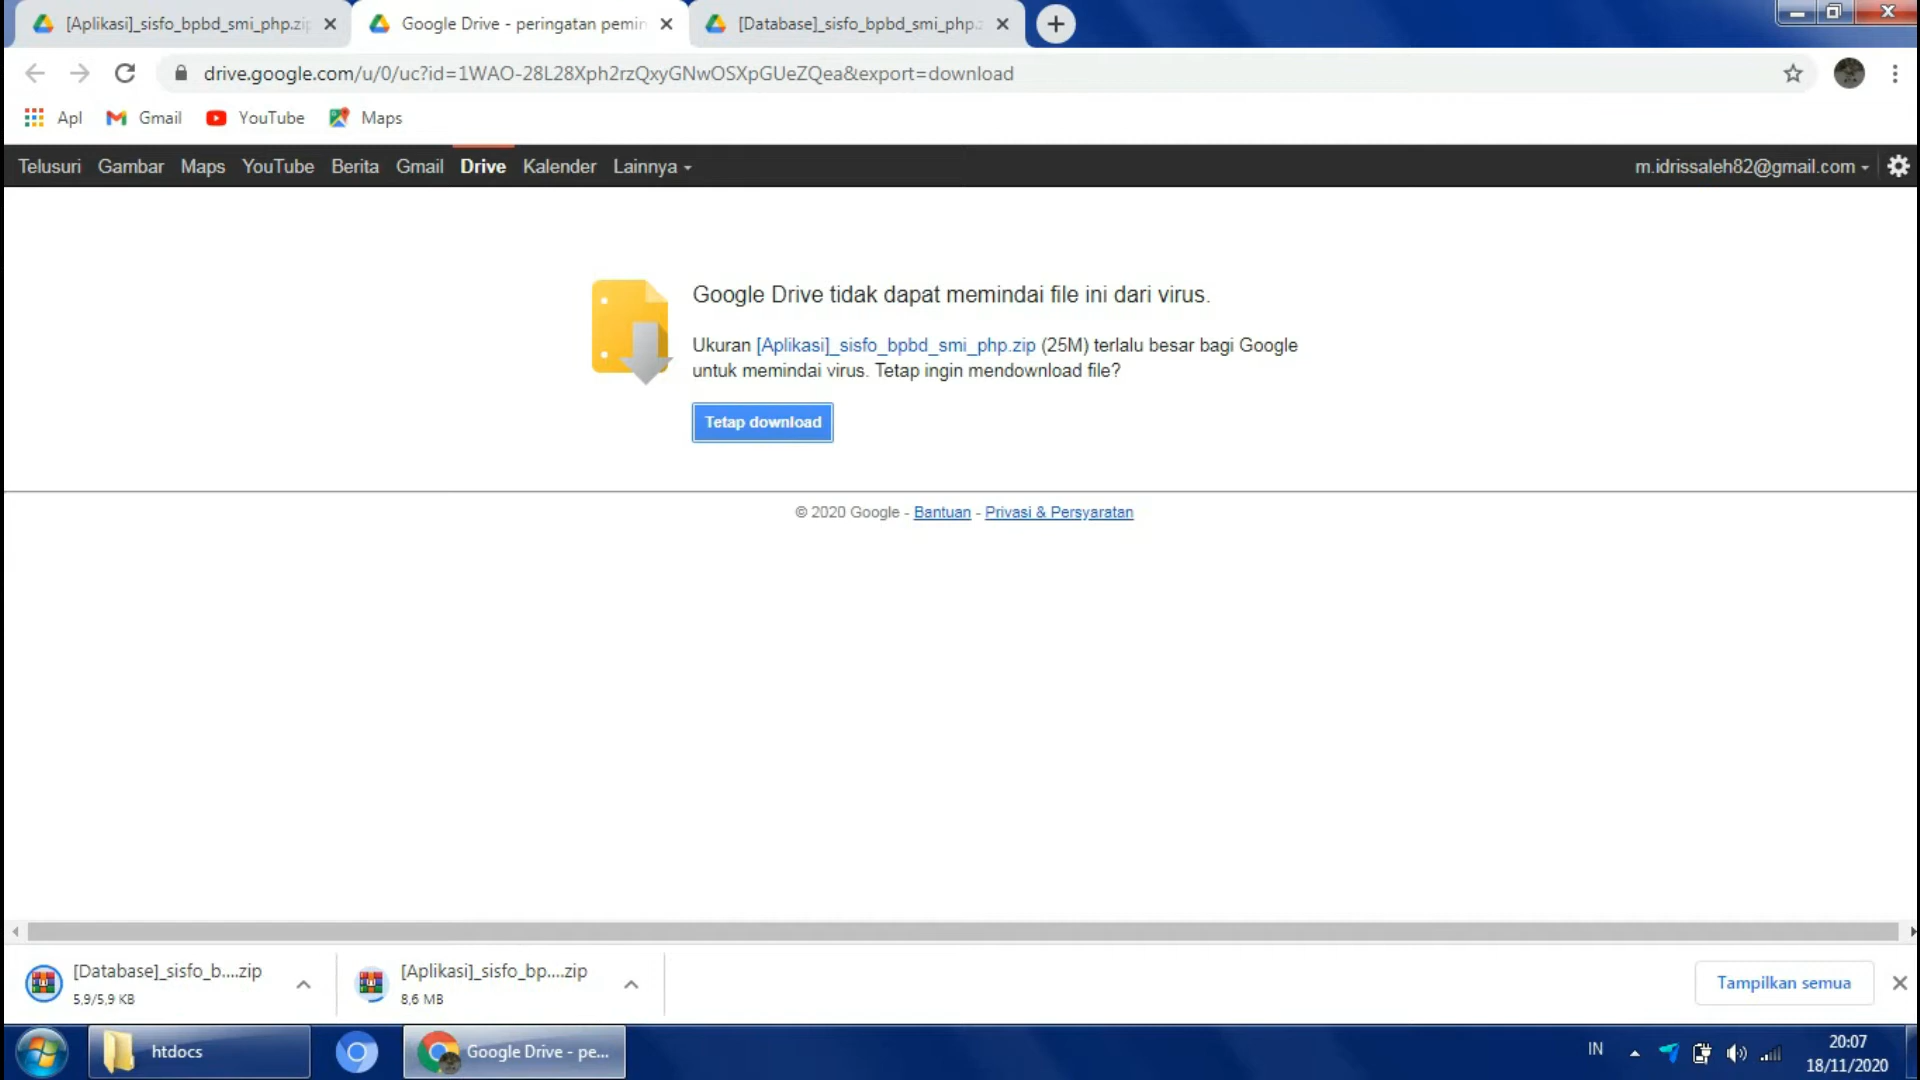 [Aplikasi]_sisfo_bpbd_smi_php.zip
Google Drive - peringatan pemin
[Database]_sisfo_bpbd_smi_php.z
drive.google.com/u/0/uc?id=1WAO-28L28Xph2rzQxyGNwOSXpGUeZQea&export=download
Apl Gmail YouTube Maps
Telusuri Gambar Maps YouTube Berita Gmail Drive Kalender Lainnya m.idrissaleh82@gmail.com
Google Drive tidak dapat memindai file ini dari virus.
Ukuran [Aplikasi]_sisfo_bpbd_smi_php.zip (25M) terlalu besar bagi Google
untuk memindai virus. Tetap ingin mendownload file?
Tetap download
© 2020 Google - Bantuan - Privasi & Persyaratan
[Database]_sisfo_b....zip
5,9/5,9 KB
[Aplikasi]_sisfo_bp....zip
8,6 MB
Tampilkan semua
htdocs
Google Drive - pe...
IN
20:07
18/11/2020